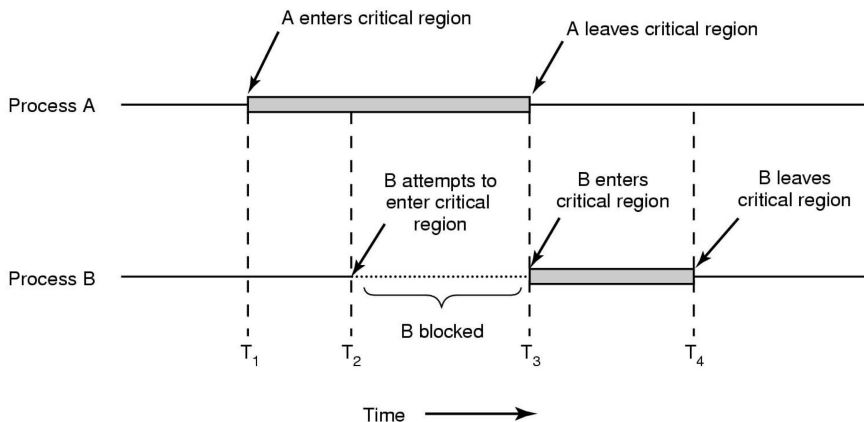 A enters critical region
A leaves critical region
Process A
B attempts to
enter critical
region
B enters
critical region
B leaves
critical region
Process B
B blocked
T1 T2 T3 T4
Time